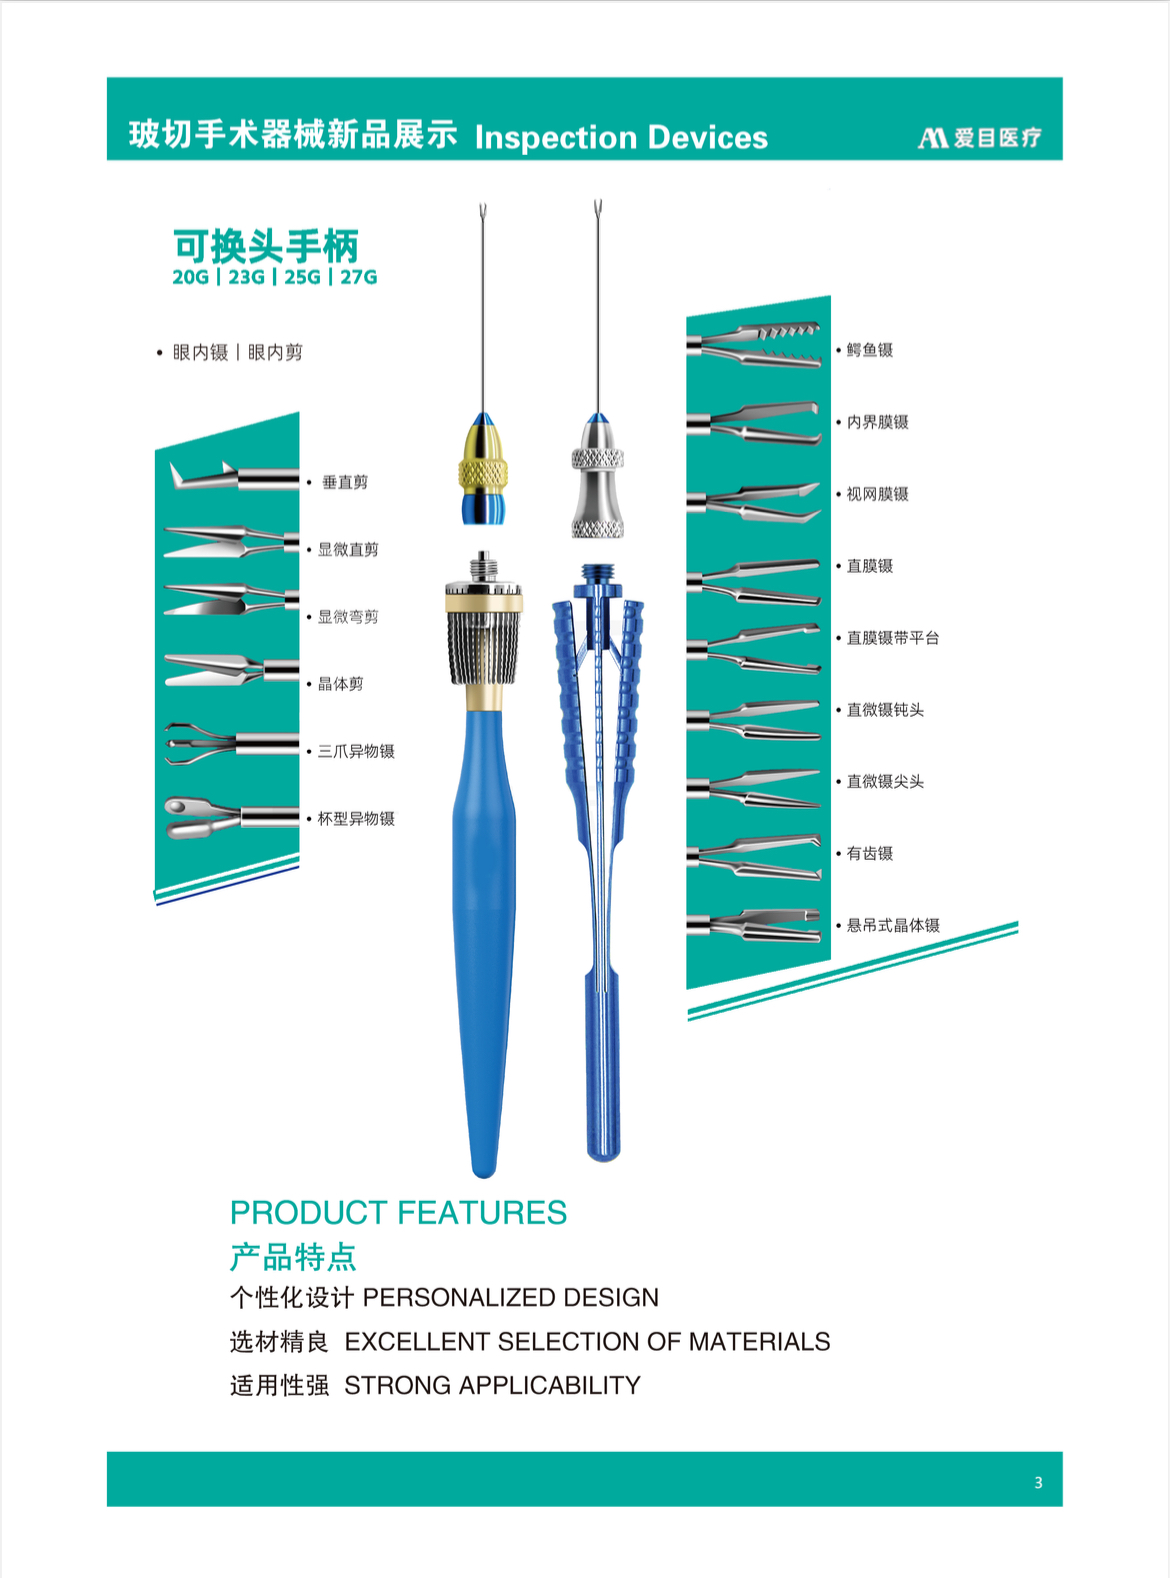 玻切手术器械新品展示 Inspection Devices
爱目医疗
可换头手柄
20G | 23G | 25G | 27G
• 眼内镊 | 眼内剪
• 垂直剪
• 显微直剪
• 显微弯剪
• 晶体剪
• 三爪异物镊
• 杯型异物镊
• 鳄鱼镊
• 内界膜镊
• 视网膜镊
• 直膜镊
• 直膜镊带平台
• 直微镊钝头
• 直微镊尖头
• 有齿镊
• 悬吊式晶体镊
PRODUCT FEATURES
产品特点
个性化设计 PERSONALIZED DESIGN
选材精良 EXCELLENT SELECTION OF MATERIALS
适用性强 STRONG APPLICABILITY
3